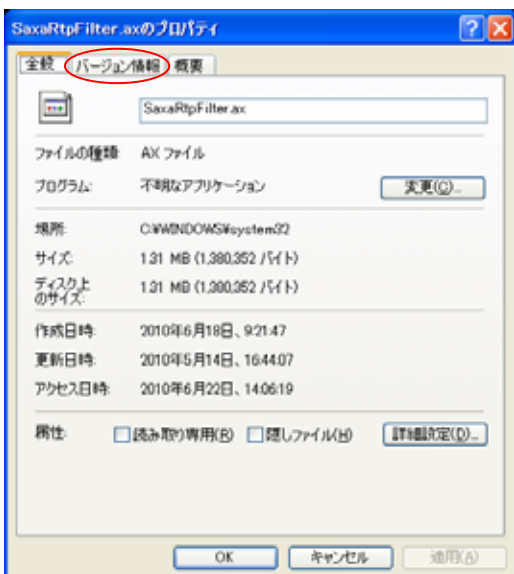 SaxaRtpFilter.axのプロパティ
全般 バージョン情報 概要
SaxaRtpFilter.ax
ファイルの種類: AX ファイル
プログラム: 不明なアプリケーション 変更(C)...
場所: C:¥WINDOWS¥system32
サイズ: 1.31 MB (1,380,352 バイト)
ディスク上
のサイズ: 1.31 MB (1,380,352 バイト)
作成日時: 2010年6月18日、9:21:47
更新日時: 2010年5月14日、16:44:07
アクセス日時: 2010年6月22日、14:06:19
属性: 読み取り専用(R) 隠しファイル(H) 詳細設定(D)...
OK キャンセル 適用(A)